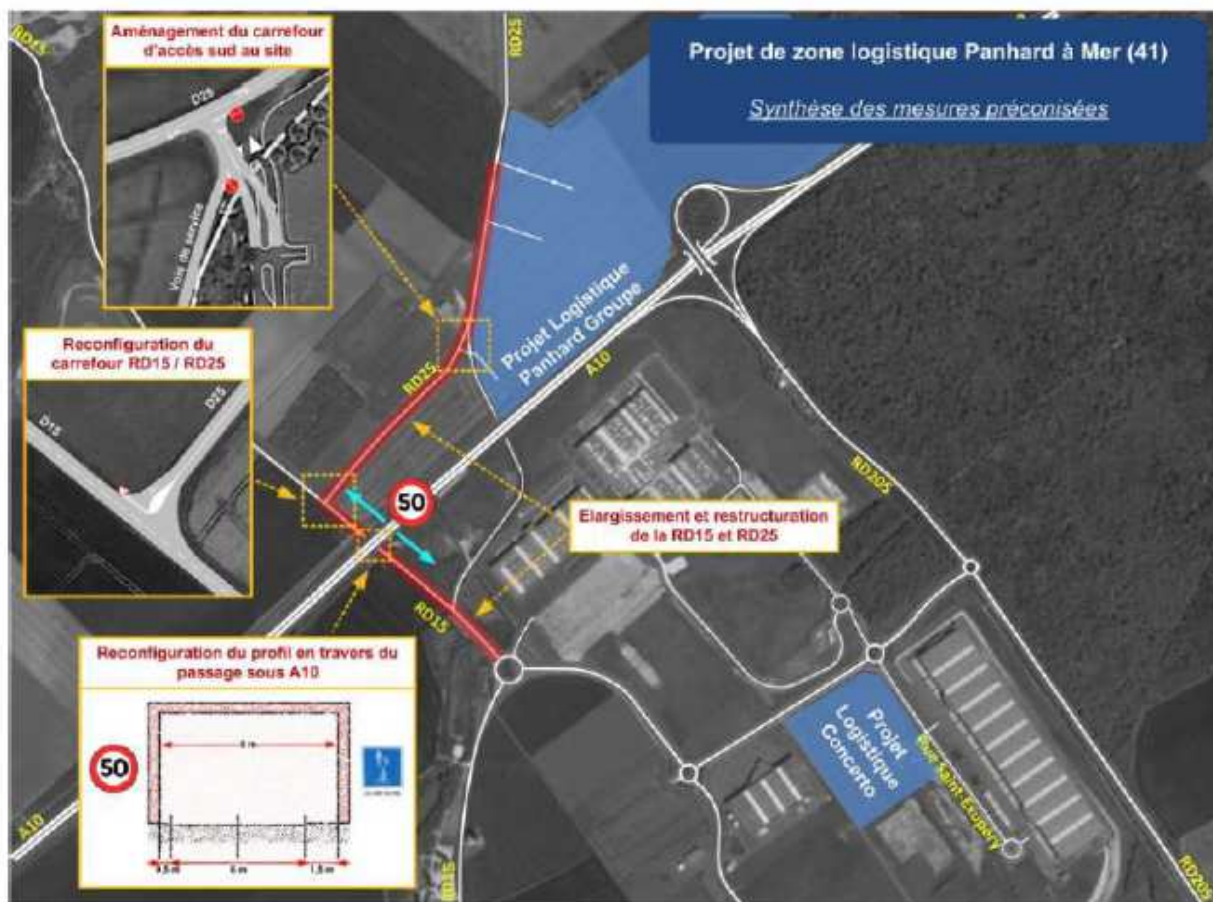 Projet de zone logistique Panhard à Mer (41)
Synthèse des mesures préconisées
Aménagement du carrefour
d'accès sud au site
D25
Voie de service
RD15
RD25
Reconfiguration du
carrefour RD15 / RD25
D15
D25
RD25
Projet Logistique
Panhard Groupe
A10
50
Elargissement et restructuration
de la RD15 et RD25
RD205
RD15
Reconfiguration du profil en travers du
passage sous A10
50
8 m
0,5 m
6 m
1,5 m
A10
RD15
Projet
Logistique
Concerto
Rue Saint-Exupéry
RD205